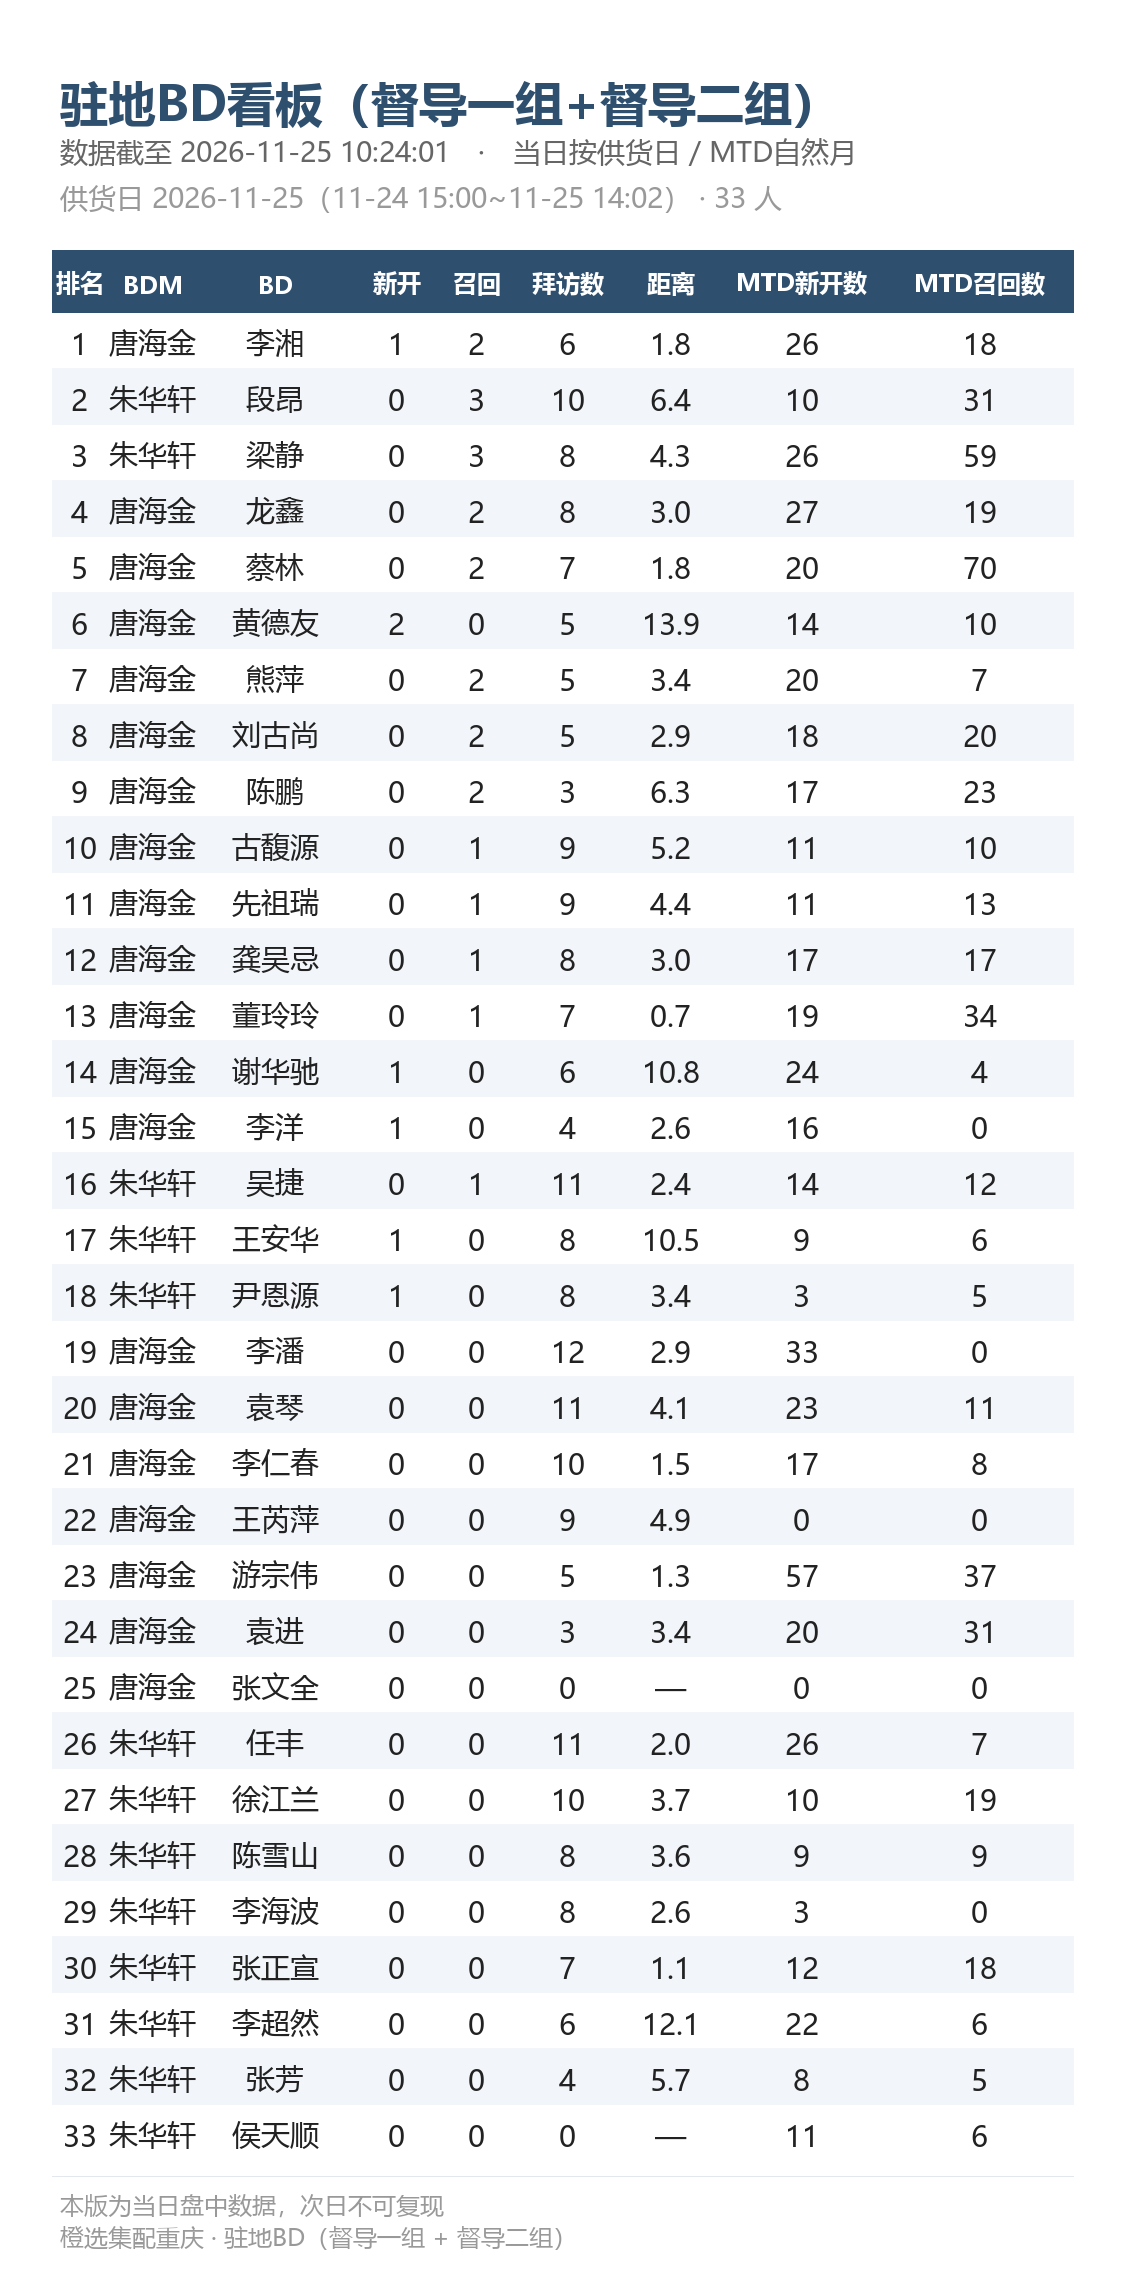 驻地BD看板（督导一组+督导二组）
数据截至 2026-11-25 10:24:01 · 当日按供货日 / MTD自然月
供货日 2026-11-25（11-24 15:00~11-25 14:02） · 33 人
排名 BDM BD 新开 召回 拜访数 距离 MTD新开数 MTD召回数
1 唐海金 李湘 1 2 6 1.8 26 18
2 朱华轩 段昂 0 3 10 6.4 10 31
3 朱华轩 梁静 0 3 8 4.3 26 59
4 唐海金 龙鑫 0 2 8 3.0 27 19
5 唐海金 蔡林 0 2 7 1.8 20 70
6 唐海金 黄德友 2 0 5 13.9 14 10
7 唐海金 熊萍 0 2 5 3.4 20 7
8 唐海金 刘古尚 0 2 5 2.9 18 20
9 唐海金 陈鹏 0 2 3 6.3 17 23
10 唐海金 古馥源 0 1 9 5.2 11 10
11 唐海金 先祖瑞 0 1 9 4.4 11 13
12 唐海金 龚吴忌 0 1 8 3.0 17 17
13 唐海金 董玲玲 0 1 7 0.7 19 34
14 唐海金 谢华驰 1 0 6 10.8 24 4
15 唐海金 李洋 1 0 4 2.6 16 0
16 朱华轩 吴捷 0 1 11 2.4 14 12
17 朱华轩 王安华 1 0 8 10.5 9 6
18 朱华轩 尹恩源 1 0 8 3.4 3 5
19 唐海金 李潘 0 0 12 2.9 33 0
20 唐海金 袁琴 0 0 11 4.1 23 11
21 唐海金 李仁春 0 0 10 1.5 17 8
22 唐海金 王芮萍 0 0 9 4.9 0 0
23 唐海金 游宗伟 0 0 5 1.3 57 37
24 唐海金 袁进 0 0 3 3.4 20 31
25 唐海金 张文全 0 0 0 — 0 0
26 朱华轩 任丰 0 0 11 2.0 26 7
27 朱华轩 徐江兰 0 0 10 3.7 10 19
28 朱华轩 陈雪山 0 0 8 3.6 9 9
29 朱华轩 李海波 0 0 8 2.6 3 0
30 朱华轩 张正宣 0 0 7 1.1 12 18
31 朱华轩 李超然 0 0 6 12.1 22 6
32 朱华轩 张芳 0 0 4 5.7 8 5
33 朱华轩 侯天顺 0 0 0 — 11 6
本版为当日盘中数据，次日不可复现
橙选集配重庆 · 驻地BD（督导一组 + 督导二组）